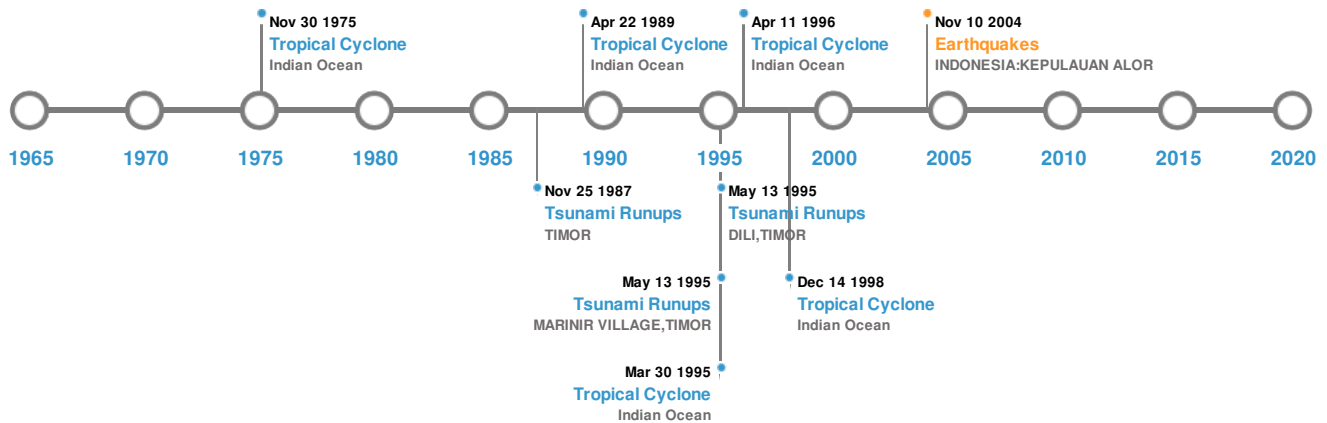 Nov 30 1975
Tropical Cyclone
Indian Ocean
Apr 22 1989
Tropical Cyclone
Indian Ocean
Apr 11 1996
Tropical Cyclone
Indian Ocean
Nov 10 2004
Earthquakes
INDONESIA:KEPULAUAN ALOR
1965 1970 1975 1980 1985 1990 1995 2000 2005 2010 2015 2020
Nov 25 1987
Tsunami Runups
TIMOR
May 13 1995
Tsunami Runups
DILI,TIMOR
May 13 1995
Tsunami Runups
MARINIR VILLAGE,TIMOR
Dec 14 1998
Tropical Cyclone
Indian Ocean
Mar 30 1995
Tropical Cyclone
Indian Ocean